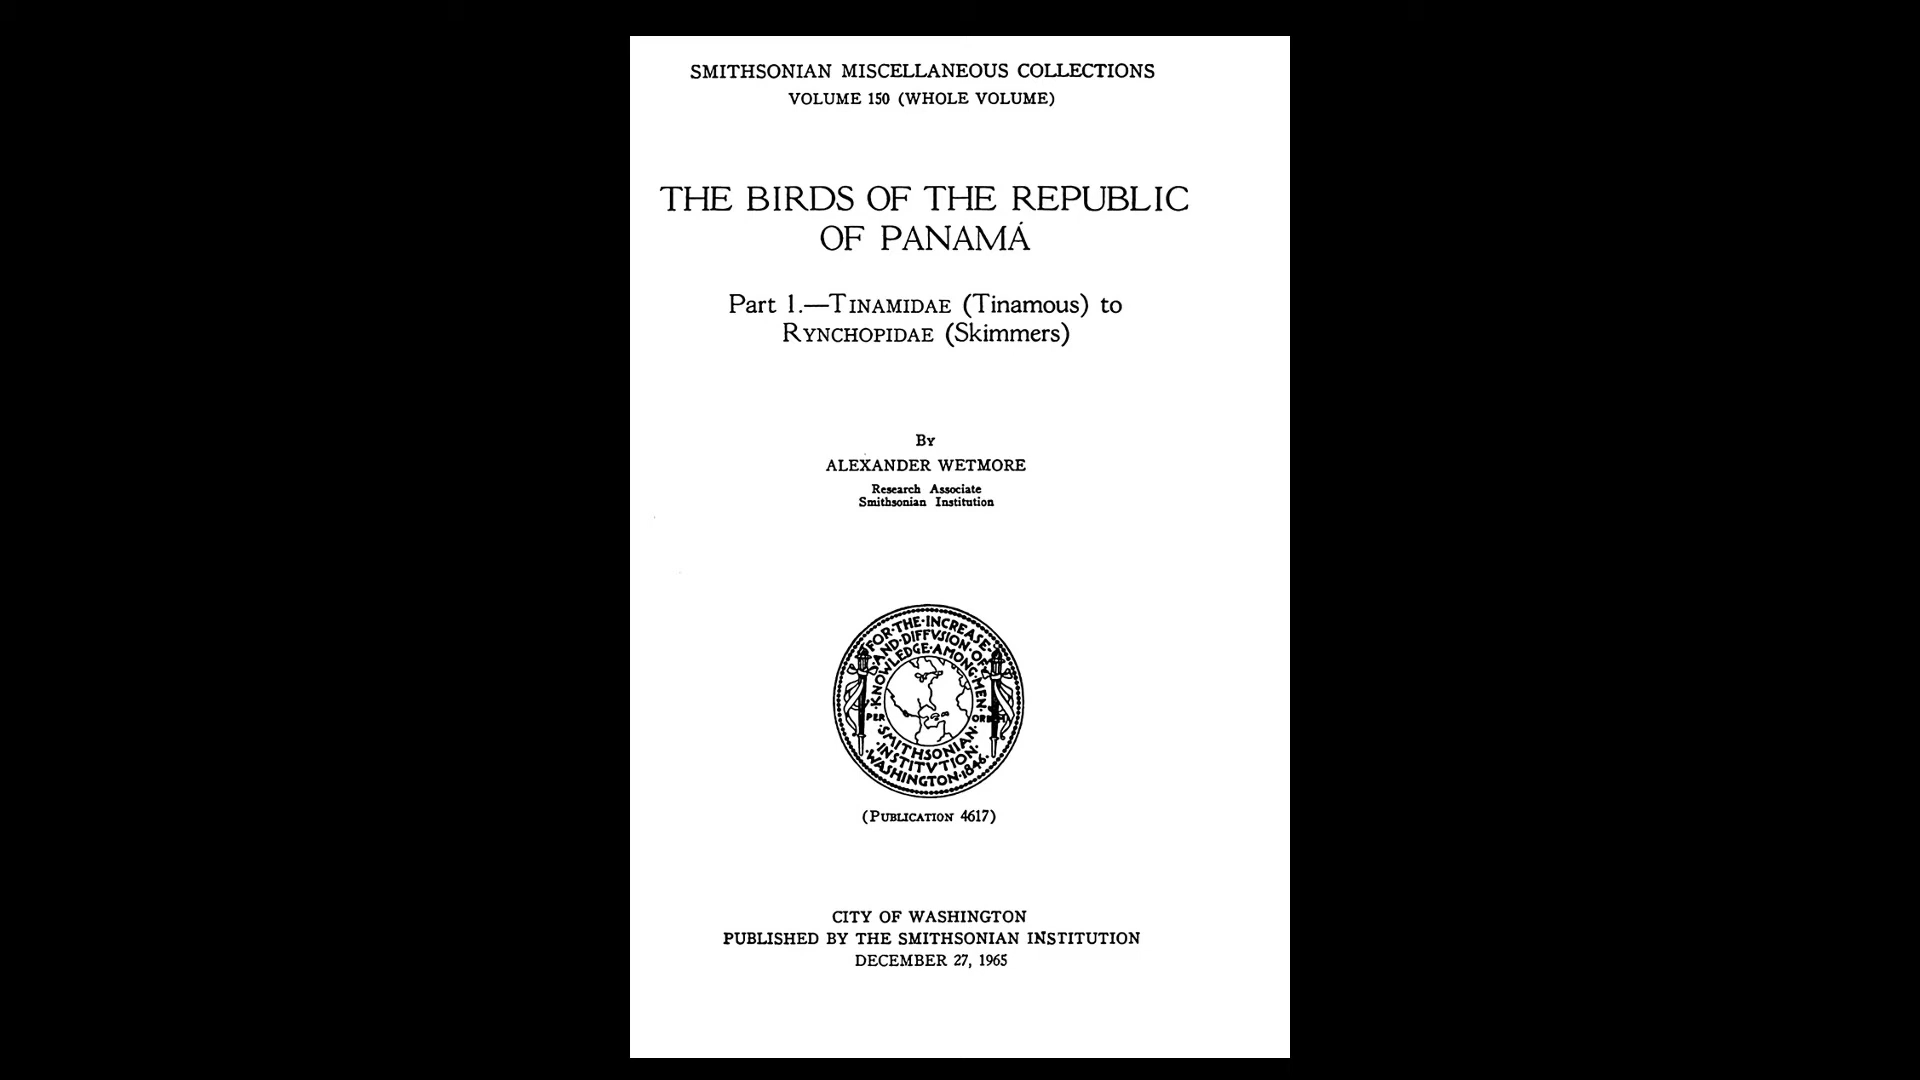 SMITHSONIAN MISCELLANEOUS COLLECTIONS
VOLUME 150 (WHOLE VOLUME)
THE BIRDS OF THE REPUBLIC
OF PANAMÁ
Part 1.—TINAMIDAE (Tinamous) to
RYNCHOPIDAE (Skimmers)
By
ALEXANDER WETMORE
Research Associate
Smithsonian Institution
FOR·THE·INCREASE·
AND·DIFFVSION·OF
KNOWLEDGE·AMONG·MEN
PER ORBEM
·SMITHSONIAN·
·INSTITVTION·
·WASHINGTON·1846·
(PUBLICATION 4617)
CITY OF WASHINGTON
PUBLISHED BY THE SMITHSONIAN INSTITUTION
DECEMBER 27, 1965